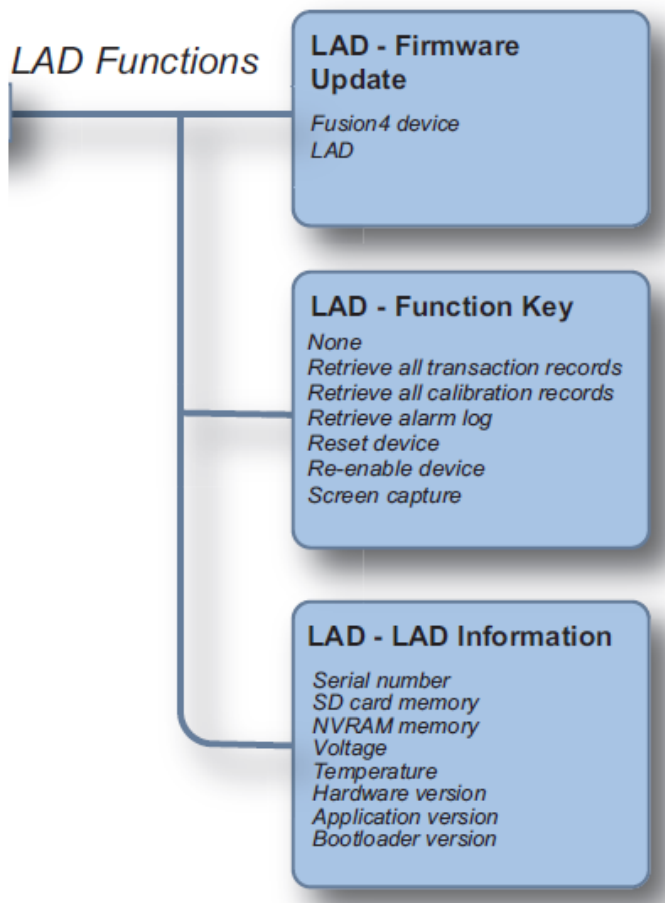 LAD Functions
LAD - Firmware
Update
Fusion4 device
LAD
LAD - Function Key
None
Retrieve all transaction records
Retrieve all calibration records
Retrieve alarm log
Reset device
Re-enable device
Screen capture
LAD - LAD Information
Serial number
SD card memory
NVRAM memory
Voltage
Temperature
Hardware version
Application version
Bootloader version